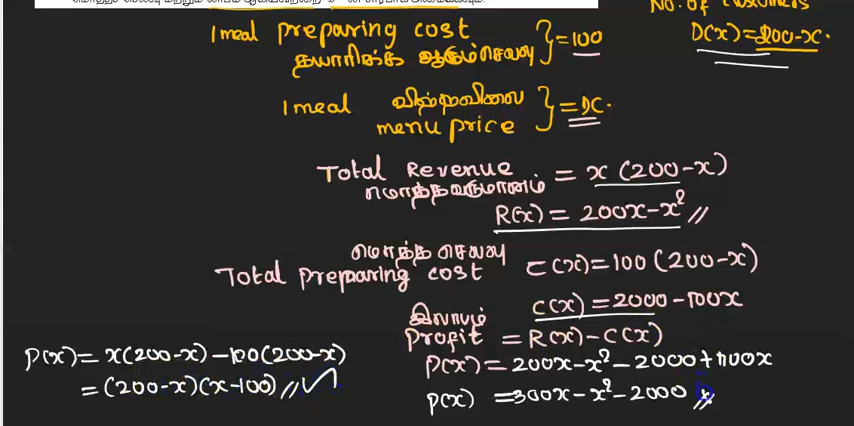 No. of customers
D(x)=200-x.
1 meal preparing cost
தயாரிக்க ஆகும்செலவு }=100
1 meal விற்றவிலை
menu price }=x.
Total Revenue = x(200-x)
மொத்தவருமானம்
R(x) = 200x-x² //
மொத்த செலவு
Total preparing cost C(x)=100(200-x)
C(x)=2000-100x
இலாபம்
profit = R(x)-C(x)
P(x)=200x-x²-2000+100x
P(x) =300x-x²-2000 //
P(x)=x(200-x)-100(200-x)
=(200-x)(x-100)//